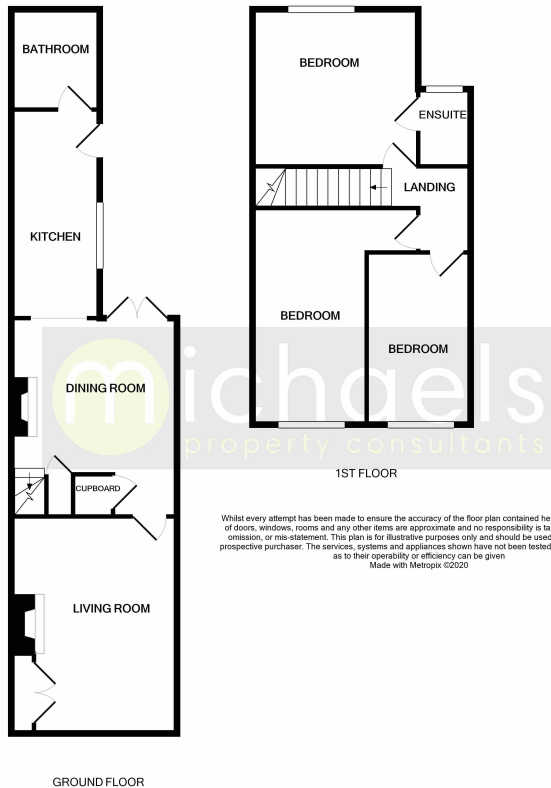 BATHROOM
KITCHEN
DINING ROOM
CUPBOARD
LIVING ROOM
GROUND FLOOR
BEDROOM
ENSUITE
LANDING
BEDROOM
BEDROOM
1ST FLOOR
michaels
property consultants
Whilst every attempt has been made to ensure the accuracy of the floor plan contained he
of doors, windows, rooms and any other items are approximate and no responsibility is ta
omission, or mis-statement. This plan is for illustrative purposes only and should be used
prospective purchaser. The services, systems and appliances shown have not been tested
as to their operability or efficiency can be given
Made with Metropix ©2020